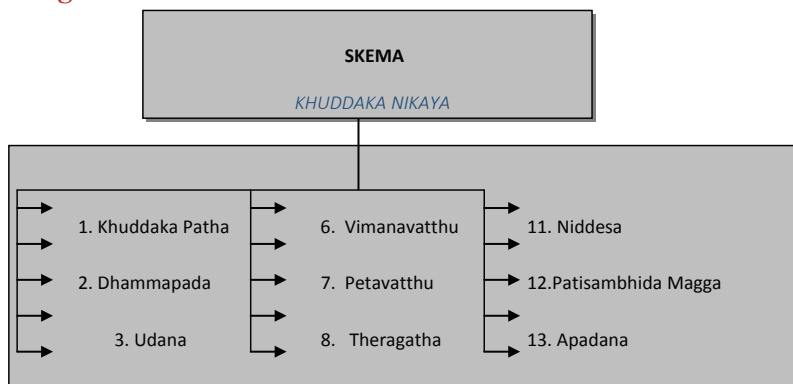 SKEMA
KHUDDAKA NIKAYA
1. Khuddaka Patha
2. Dhammapada
3. Udana
6. Vimanavatthu
7. Petavatthu
8. Theragatha
11. Niddesa
12.Patisambhida Magga
13. Apadana